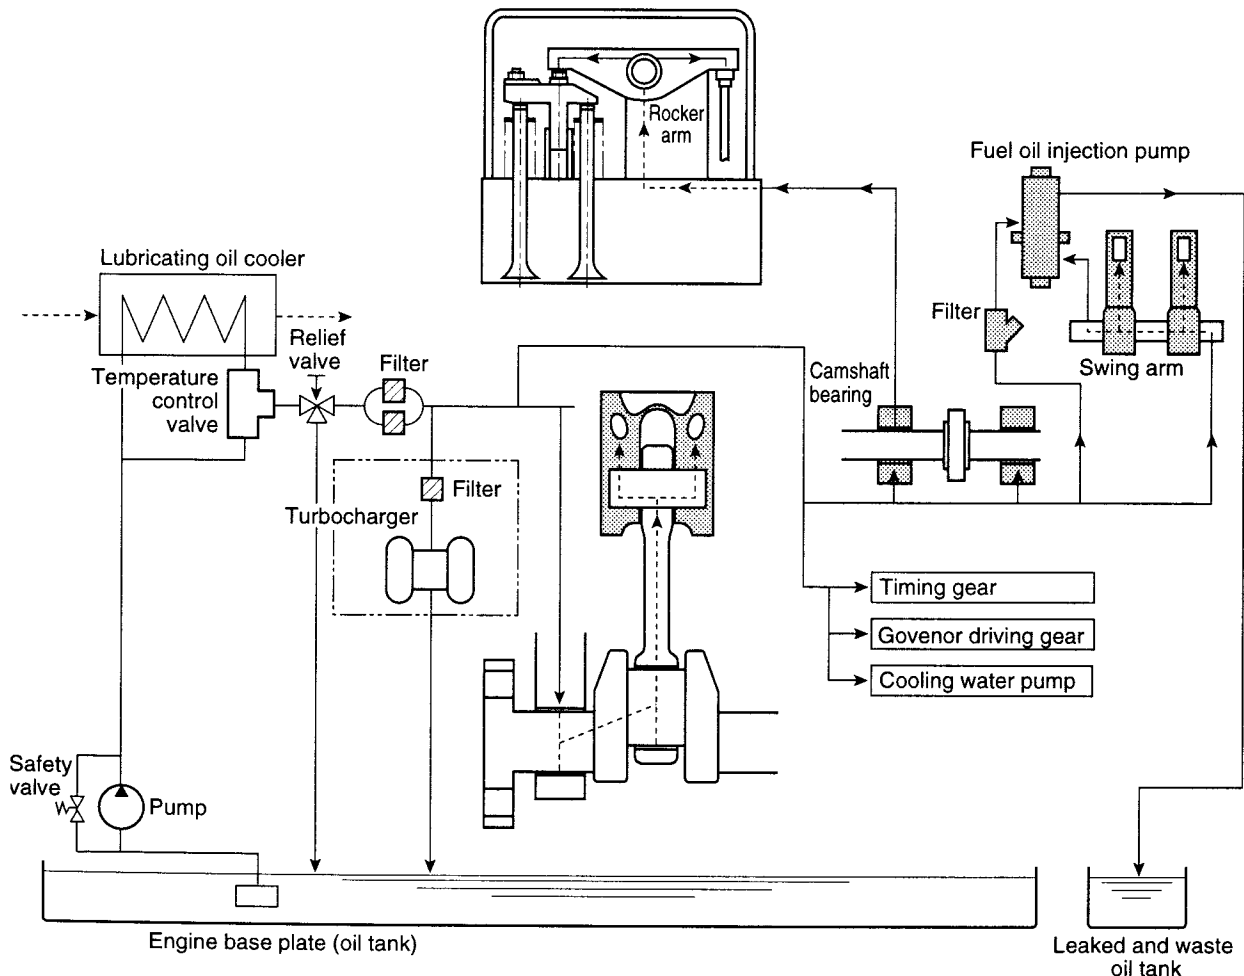 Rocker
arm
Fuel oil injection pump
Lubricating oil cooler
Relief
valve
Filter
Filter
Swing arm
Temperature
control
valve
Camshaft
bearing
Filter
Turbocharger
Timing gear
Govenor driving gear
Cooling water pump
Safety
valve
Pump
Engine base plate (oil tank)
Leaked and waste
oil tank